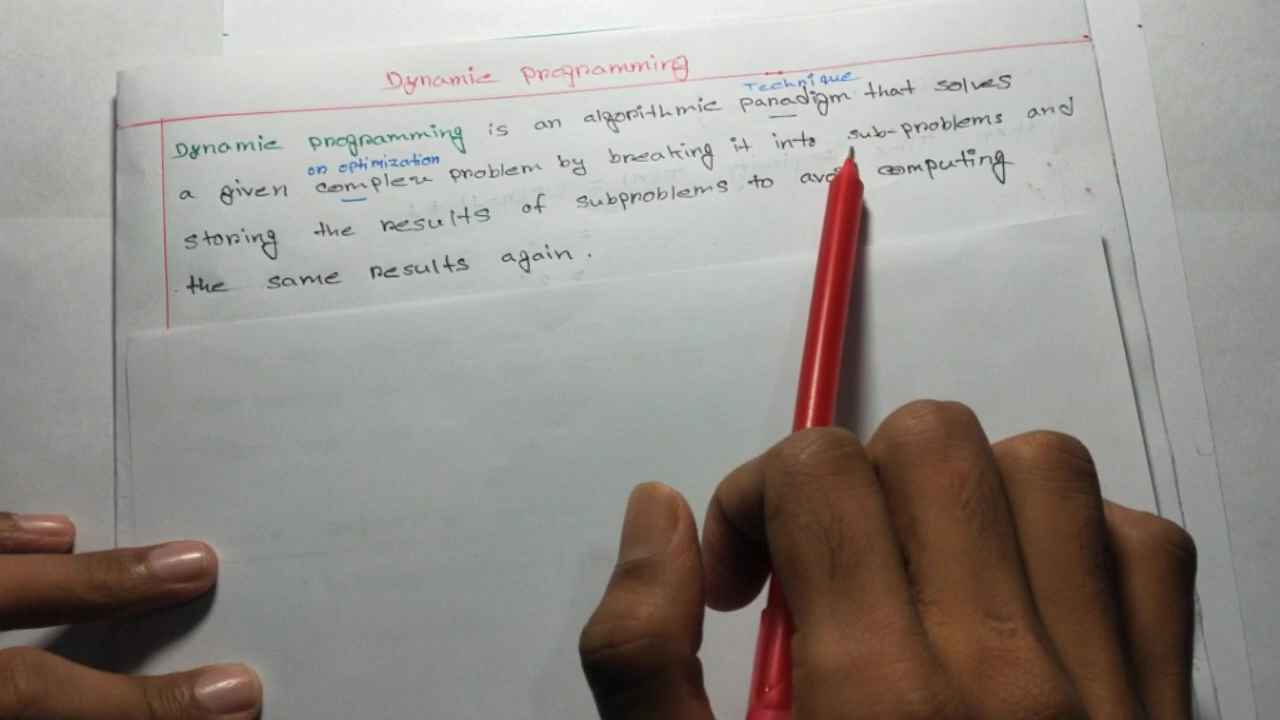 Dynamic programming
Technique
Dynamic programming is an algorithmic paradigm that solves
on optimization
a given complex problem by breaking it into sub-problems and
storing the results of subproblems to avoid computing
the same results again.